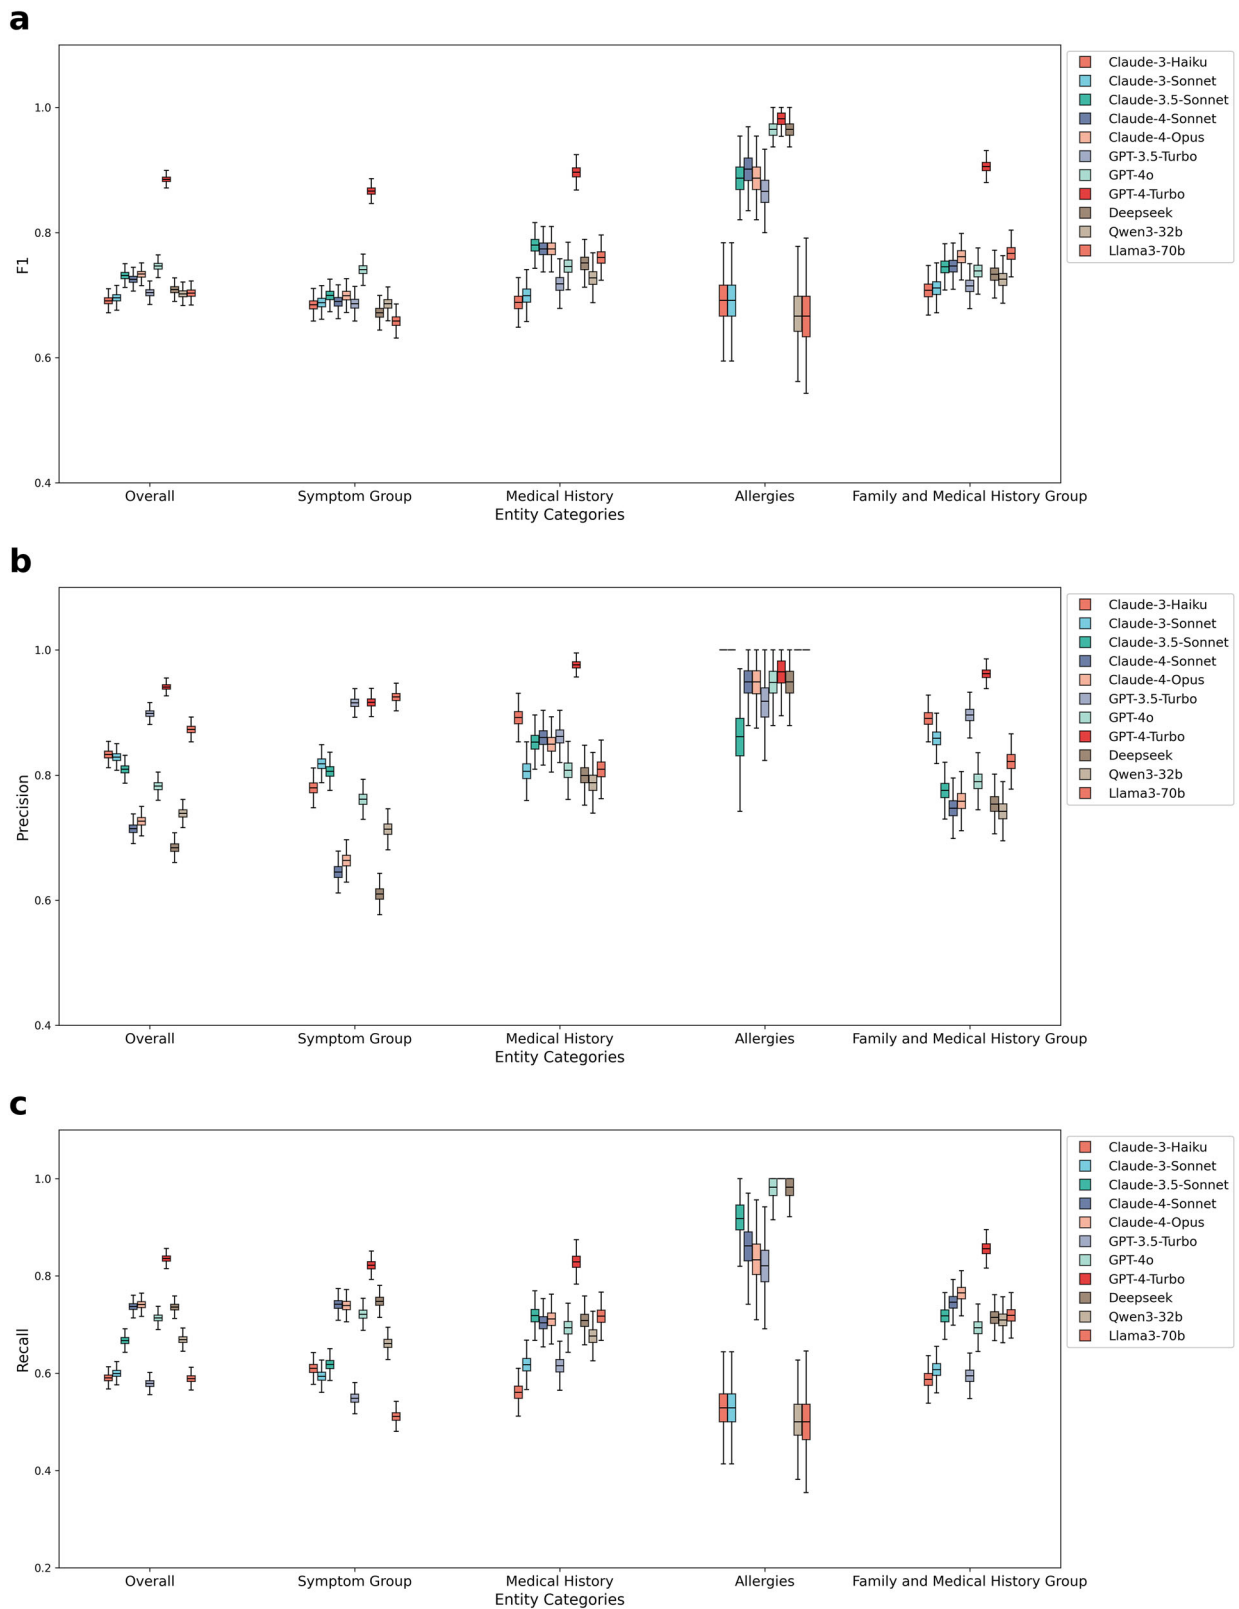 a
F1
1.0
0.8
0.6
0.4
Overall
Symptom Group
Medical History
Allergies
Family and Medical History Group
Entity Categories
Claude-3-Haiku
Claude-3-Sonnet
Claude-3.5-Sonnet
Claude-4-Sonnet
Claude-4-Opus
GPT-3.5-Turbo
GPT-4o
GPT-4-Turbo
Deepseek
Qwen3-32b
Llama3-70b
b
Precision
1.0
0.8
0.6
0.4
Overall
Symptom Group
Medical History
Allergies
Family and Medical History Group
Entity Categories
Claude-3-Haiku
Claude-3-Sonnet
Claude-3.5-Sonnet
Claude-4-Sonnet
Claude-4-Opus
GPT-3.5-Turbo
GPT-4o
GPT-4-Turbo
Deepseek
Qwen3-32b
Llama3-70b
c
Recall
1.0
0.8
0.6
0.4
0.2
Overall
Symptom Group
Medical History
Allergies
Family and Medical History Group
Entity Categories
Claude-3-Haiku
Claude-3-Sonnet
Claude-3.5-Sonnet
Claude-4-Sonnet
Claude-4-Opus
GPT-3.5-Turbo
GPT-4o
GPT-4-Turbo
Deepseek
Qwen3-32b
Llama3-70b